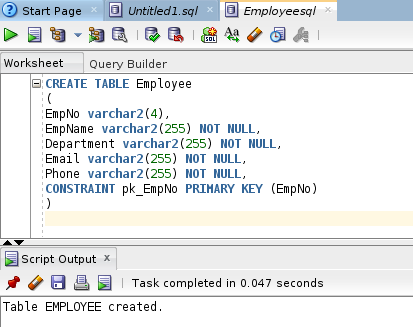 Start Page Untitled1.sql Employeesql
SQL Aa
Worksheet Query Builder
CREATE TABLE Employee
(
EmpNo varchar2(4),
EmpName varchar2(255) NOT NULL,
Department varchar2(255) NOT NULL,
Email varchar2(255) NOT NULL,
Phone varchar2(255) NOT NULL,
CONSTRAINT pk_EmpNo PRIMARY KEY (EmpNo)
)
Script Output x
Task completed in 0.047 seconds
Table EMPLOYEE created.